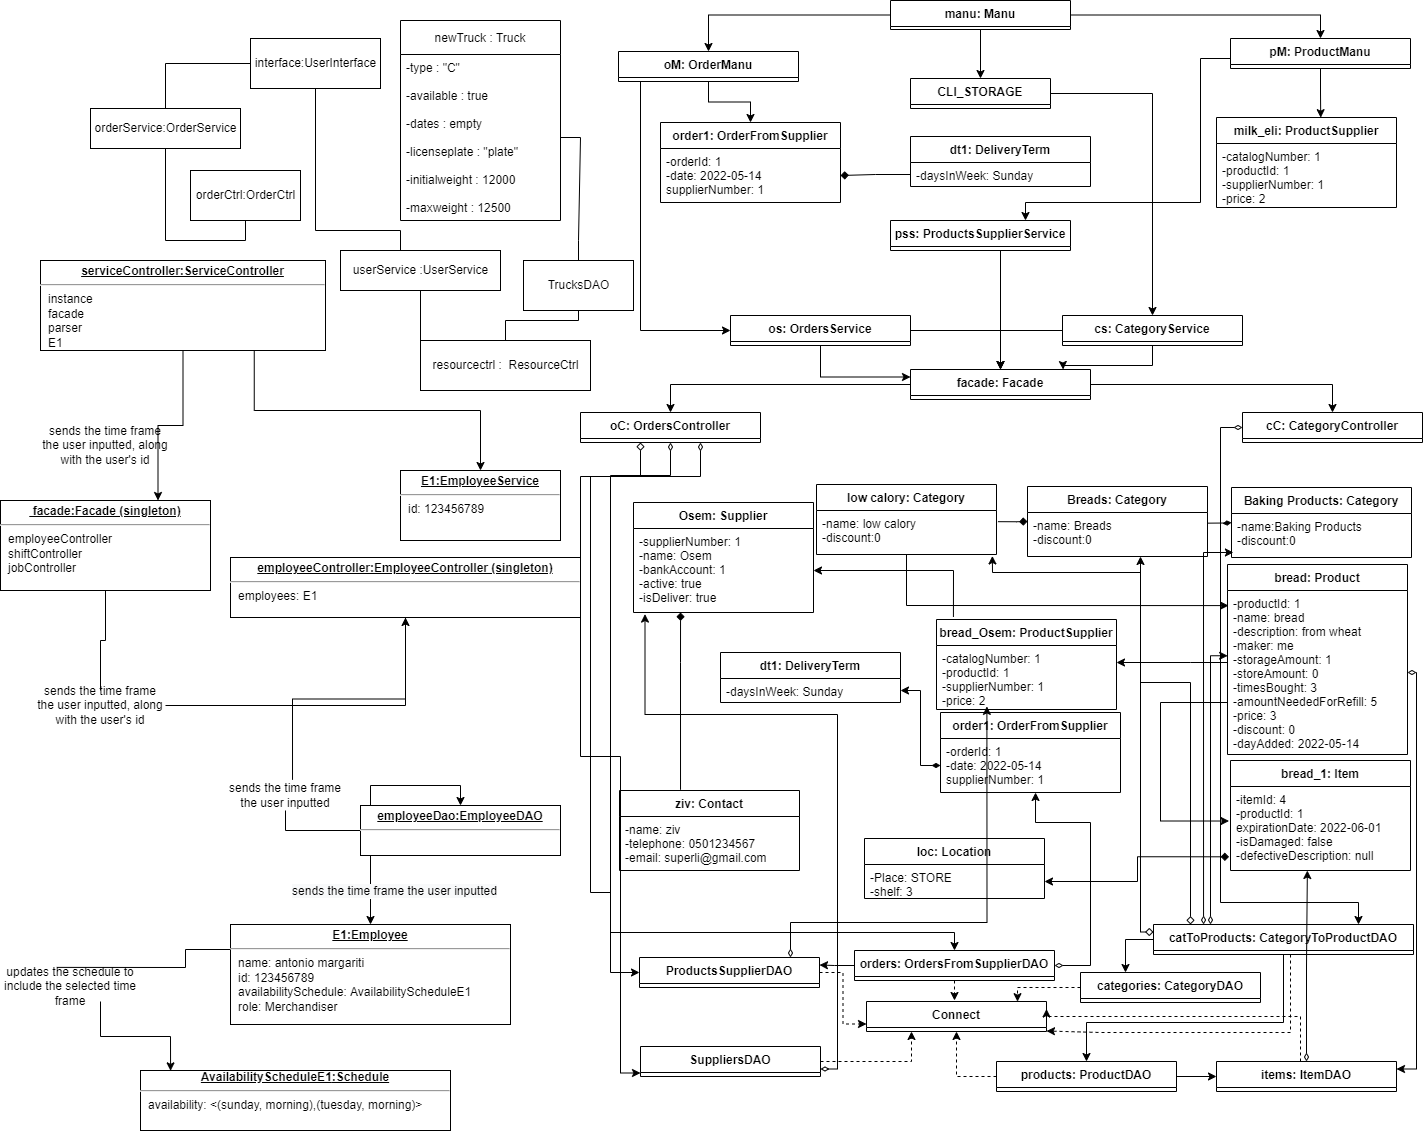 manu: Manu
oM: OrderManu
CLI_STORAGE
pM: ProductManu
order1: OrderFromSupplier
-orderId: 1
-date: 2022-05-14
supplierNumber: 1
dt1: DeliveryTerm
-daysInWeek: Sunday
milk_eli: ProductSupplier
-catalogNumber: 1
-productId: 1
-supplierNumber: 1
-price: 2
interface:UserInterface
newTruck : Truck
-type : "C"
-available : true
-dates : empty
-licenseplate : "plate"
-initialweight : 12000
-maxweight : 12500
orderService:OrderService
orderCtrl:OrderCtrl
userService :UserService
TrucksDAO
resourcectrl :  ResourceCtrl
pss: ProductsSupplierService
os: OrdersService
cs: CategoryService
facade: Facade
serviceController:ServiceController
instance
facade
parser
E1
sends the time frame
the user inputted, along
with the user's id
E1:EmployeeService
id: 123456789
facade:Facade (singleton)
employeeController
shiftController
jobController
employeeController:EmployeeController (singleton)
employees: E1
sends the time frame
the user inputted, along
with the user's id
sends the time frame
the user inputted
employeeDao:EmployeeDAO
sends the time frame the user inputted
E1:Employee
name: antonio margariti
id: 123456789
availabilitySchedule: AvailabilityScheduleE1
role: Merchandiser
updates the schedule to
include the selected time
frame
AvailabilityScheduleE1:Schedule
availability: <(sunday, morning),(tuesday, morning)>
oC: OrdersController
cC: CategoryController
Osem: Supplier
-supplierNumber: 1
-name: Osem
-bankAccount: 1
-active: true
-isDeliver: true
low calory: Category
-name: low calory
-discount:0
Breads: Category
-name: Breads
-discount:0
Baking Products: Category
-name:Baking Products
-discount:0
bread: Product
-productId: 1
-name: bread
-description: from wheat
-maker: me
-storageAmount: 1
-storeAmount: 0
-timesBought: 3
-amountNeededForRefill: 5
-price: 3
-discount: 0
-dayAdded: 2022-05-14
bread_Osem: ProductSupplier
-catalogNumber: 1
-productId: 1
-supplierNumber: 1
-price: 2
dt1: DeliveryTerm
-daysInWeek: Sunday
order1: OrderFromSupplier
-orderId: 1
-date: 2022-05-14
supplierNumber: 1
bread_1: Item
-itemId: 4
-productId: 1
expirationDate: 2022-06-01
-isDamaged: false
-defectiveDescription: null
ziv: Contact
-name: ziv
-telephone: 0501234567
-email: superli@gmail.com
loc: Location
-Place: STORE
-shelf: 3
catToProducts: CategoryToProductDAO
ProductsSupplierDAO
orders: OrdersFromSupplierDAO
categories: CategoryDAO
Connect
SuppliersDAO
products: ProductDAO
items: ItemDAO